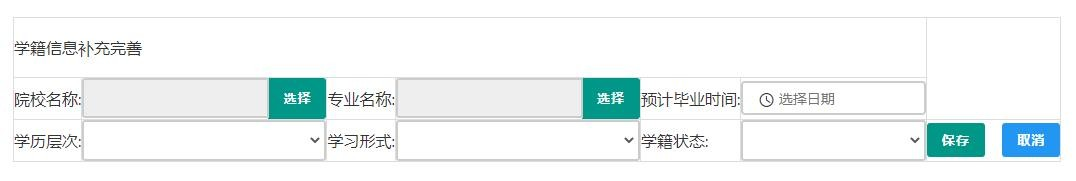 学籍信息补充完善
院校名称: 选择 专业名称: 选择 预计毕业时间: 选择日期
学历层次: 学习形式: 学籍状态: 保存 取消